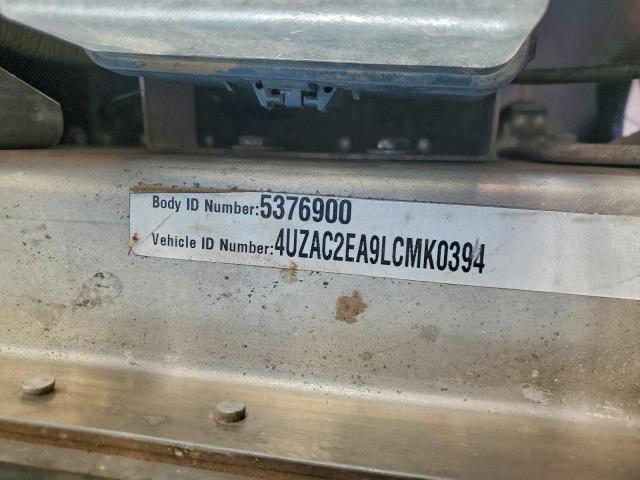 Body ID Number:5376900
Vehicle ID Number:4UZAC2EA9LCMK0394